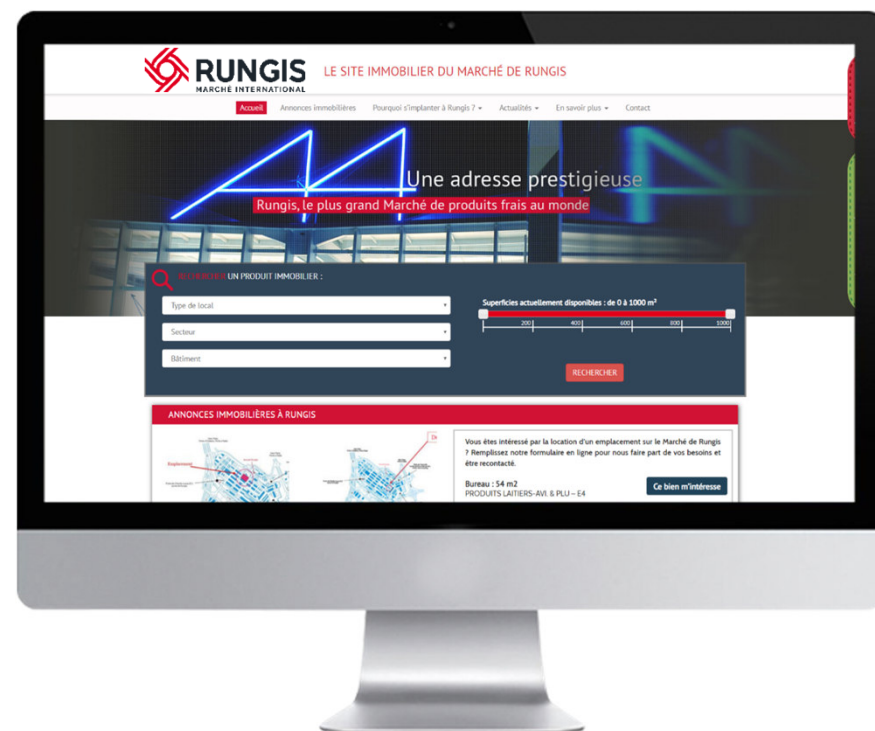 RUNGIS
MARCHÉ INTERNATIONAL
LE SITE IMMOBILIER DU MARCHÉ DE RUNGIS
Accueil Annonces immobilières Pourquoi s'implanter à Rungis ? Actualités En savoir plus Contact
Une adresse prestigieuse
Rungis, le plus grand Marché de produits frais au monde
UN PRODUIT IMMOBILIER :
Type de local
Superficies actuellement disponibles : de 0 à 1000 m²
200 400 600 800 1000
Secteur
Bâtiment
RECHERCHER
ANNONCES IMMOBILIÈRES À RUNGIS
Emplacement
Vous êtes intéressé par la location d'un emplacement sur le Marché de Rungis
? Remplissez notre formulaire en ligne pour nous faire part de vos besoins et
être recontacté.
Bureau : 54 m2
PRODUITS LAITIERS-AVI. & PLU – E4
Ce bien m'intéresse